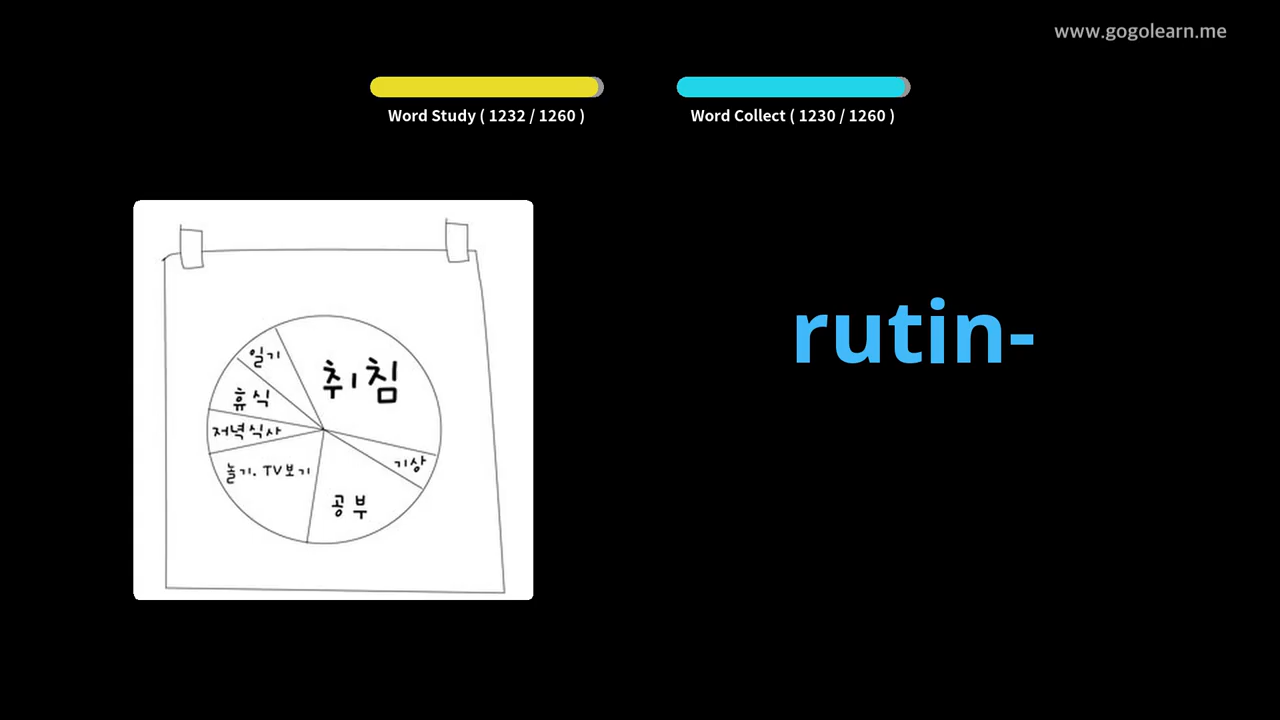 www.gogolearn.me
Word Study ( 1232 / 1260 )
Word Collect ( 1230 / 1260 )
일기
취침
휴식
저녁식사
기상
놀기. TV보기
공부
rutin-